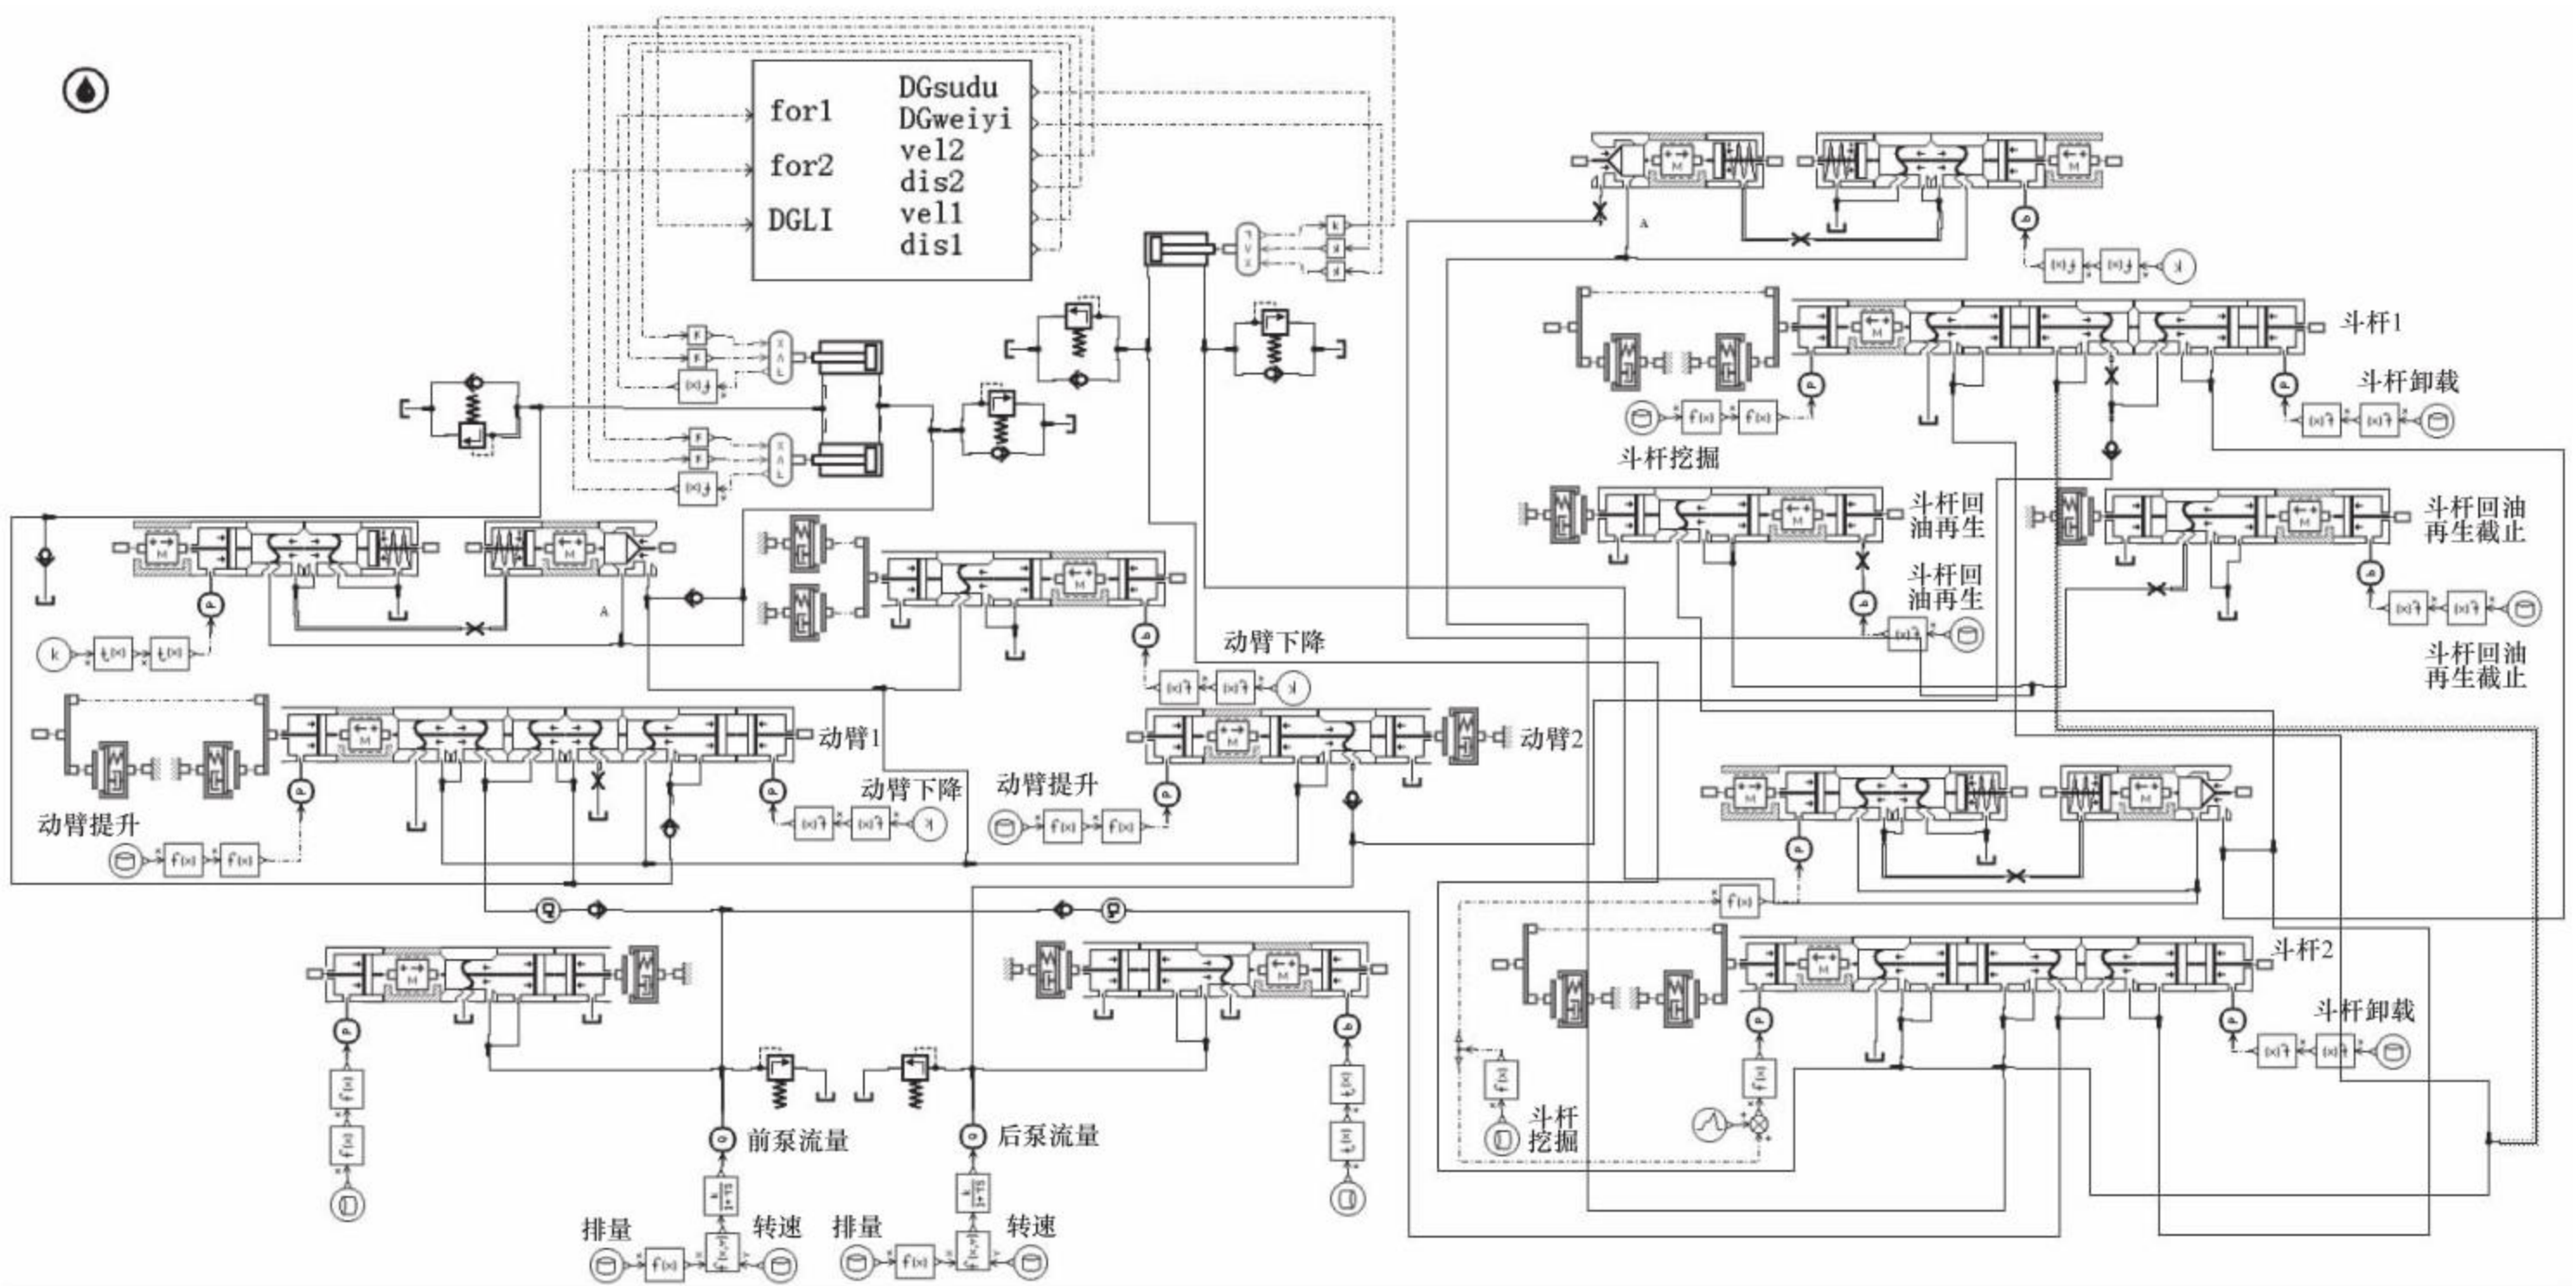 for1
for2
DGLI
DGsudu
DGweiyi
vel2
dis2
vel1
dis1
A
斗杆1
斗杆卸载
斗杆挖掘
斗杆回
油再生
斗杆回油
再生截止
斗杆回
油再生
斗杆回油
再生截止
A
动臂下降
动臂1
动臂2
动臂提升
动臂下降
动臂提升
斗杆2
斗杆卸载
斗杆
挖掘
前泵流量
后泵流量
排量
转速
排量
转速